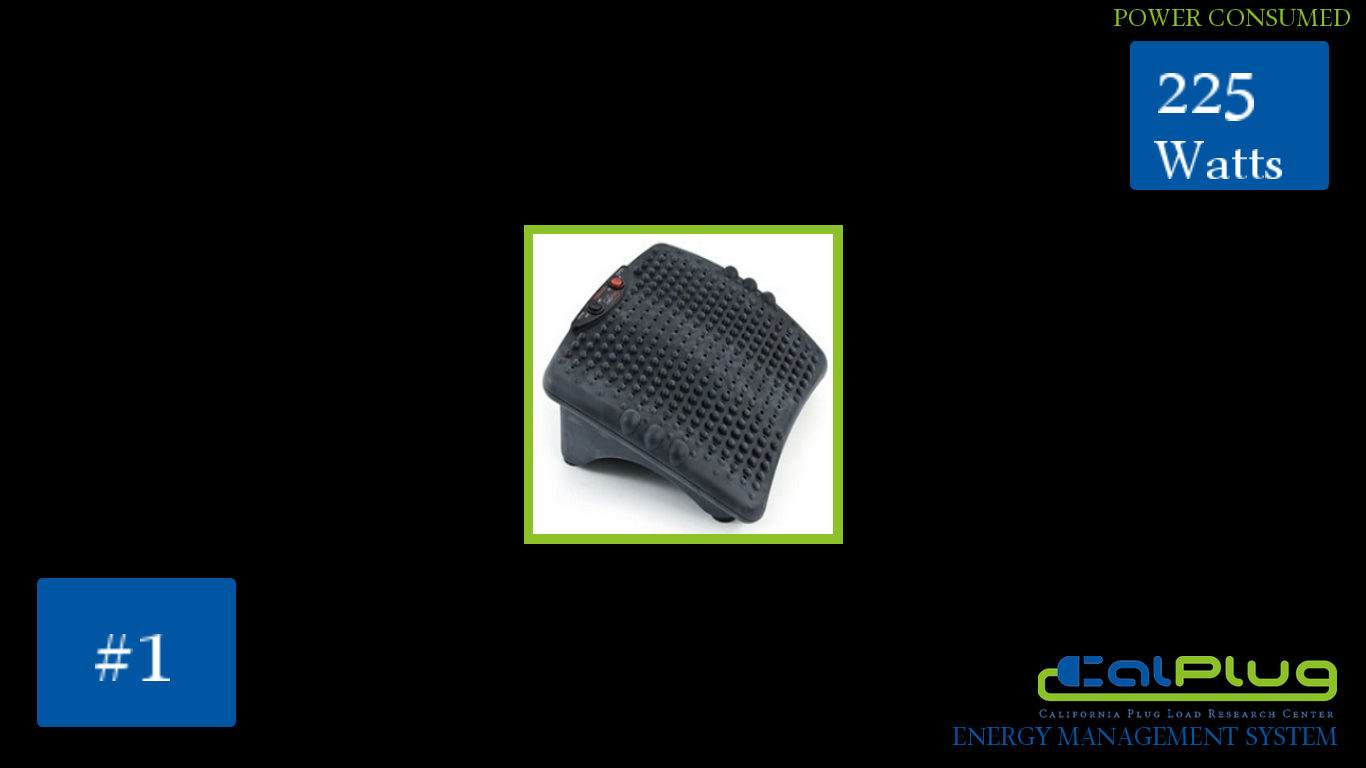 POWER CONSUMED
225
Watts
#1
CalPlug
CALIFORNIA PLUG LOAD RESEARCH CENTER
ENERGY MANAGEMENT SYSTEM